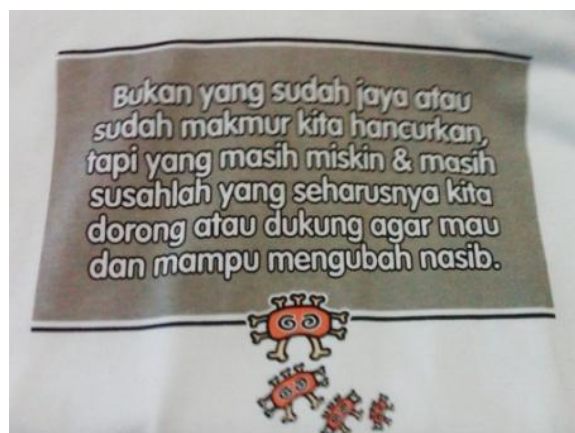 Bukan yang sudah jaya atau
sudah makmur kita hancurkan,
tapi yang masih miskin & masih
susahlah yang seharusnya kita
dorong atau dukung agar mau
dan mampu mengubah nasib.